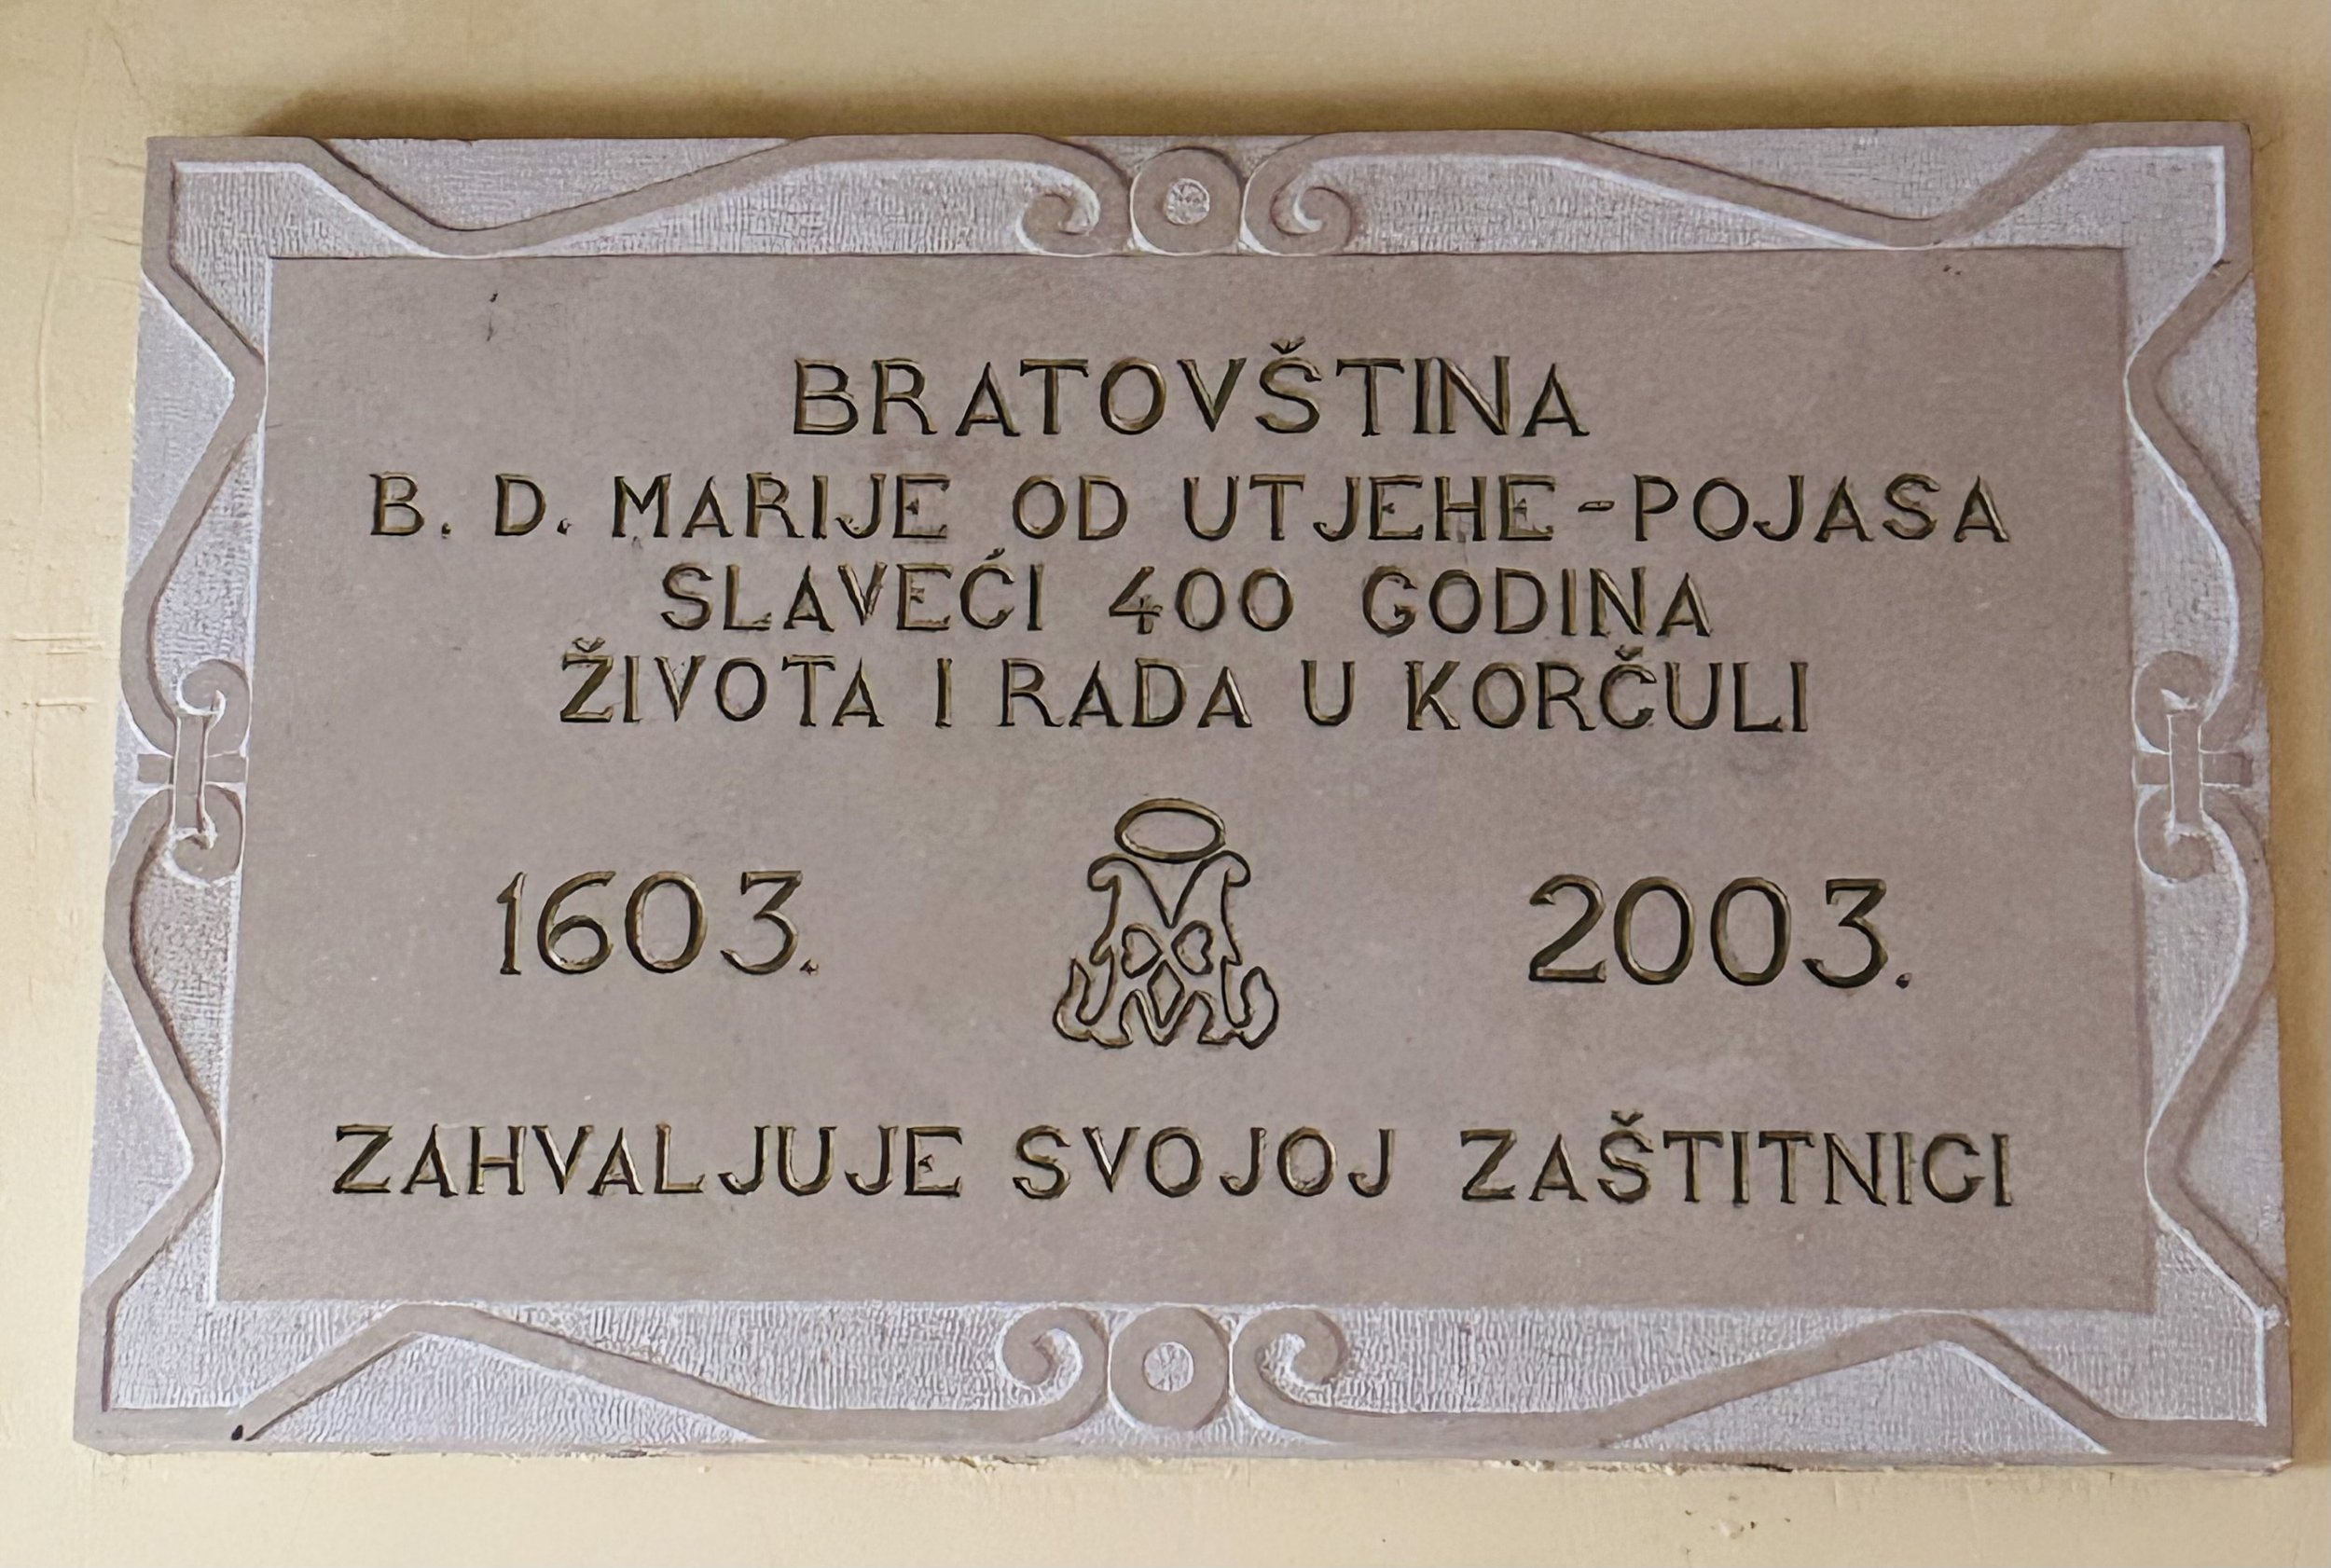 BRATOVŠTINA
B. D. MARIJE OD UTJEHE-POJASA
SLAVEĆI 400 GODINA
ŽIVOTA I RADA U KORČULI
1603. 2003.
ZAHVALJUJE SVOJOJ ZAŠTITNICI